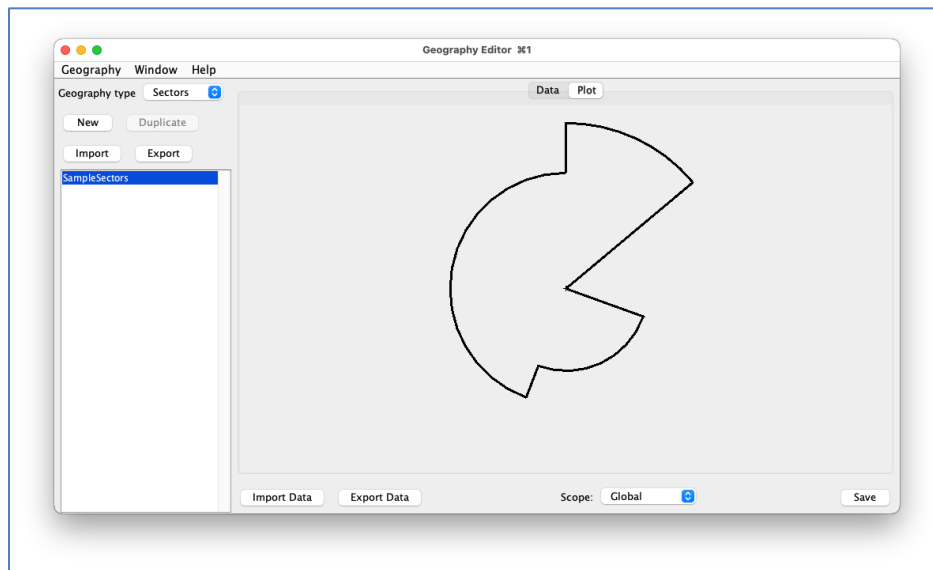 Geography Editor ⌘1
Geography Window Help
Geography type Sectors
Data Plot
New Duplicate
Import Export
SampleSectors
Import Data Export Data Scope: Global Save